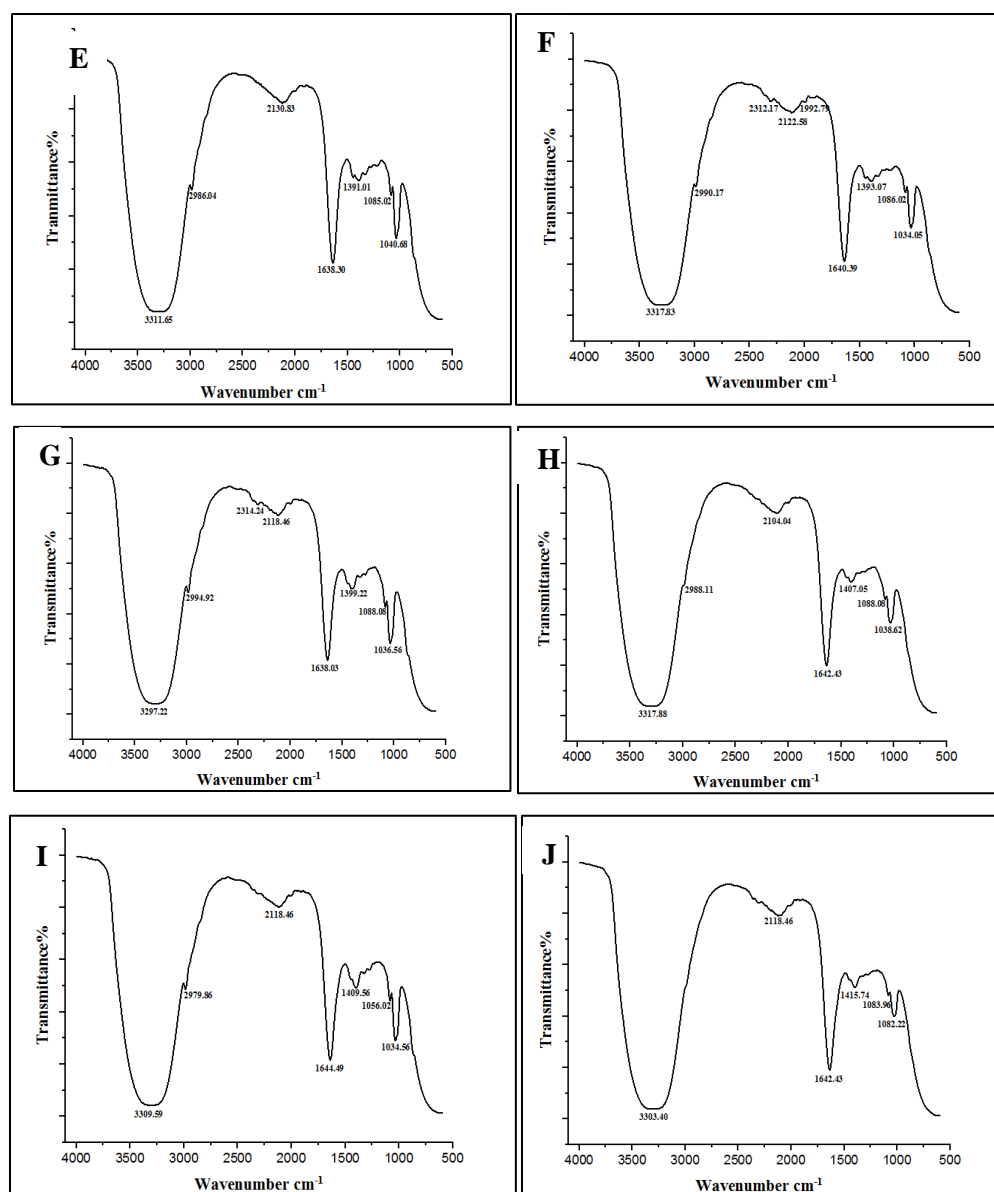 E
Tranmittance%
2130.83
2986.04
1391.01
1085.02
1040.68
1638.30
3311.65
4000 3500 3000 2500 2000 1500 1000 500
Wavenumber cm-1
F
Transmittance%
2312.17
1992.79
2122.58
2990.17
1393.07
1086.02
1034.05
1640.39
3317.83
4000 3500 3000 2500 2000 1500 1000 500
Wavenumber cm-1
G
Transmittance%
2314.24
2118.46
2994.92
1399.22
1088.08
1036.56
1638.03
3297.22
4000 3500 3000 2500 2000 1500 1000 500
Wavenumber cm-1
H
Transmittance%
2104.04
2988.11
1407.05
1088.08
1038.62
1642.43
3317.88
4000 3500 3000 2500 2000 1500 1000 500
Wavenumber cm-1
I
Transmittance%
2118.46
2979.86
1409.56
1056.02
1034.56
1644.49
3309.59
4000 3500 3000 2500 2000 1500 1000 500
Wavenumber cm-1
J
Transmittance%
2118.46
1415.74
1083.96
1082.22
1642.43
3303.40
4000 3500 3000 2500 2000 1500 1000 500
Wavenumber cm-1